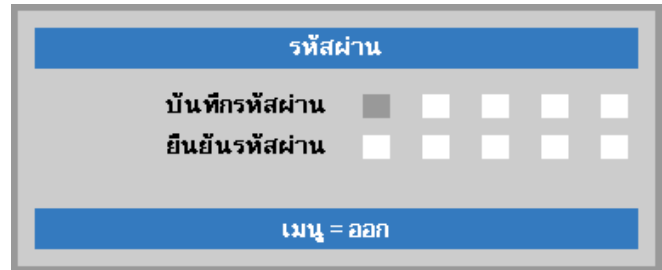 รหัสผ่าน
บันทึกรหัสผ่าน
ยืนยันรหัสผ่าน
เมนู = ออก